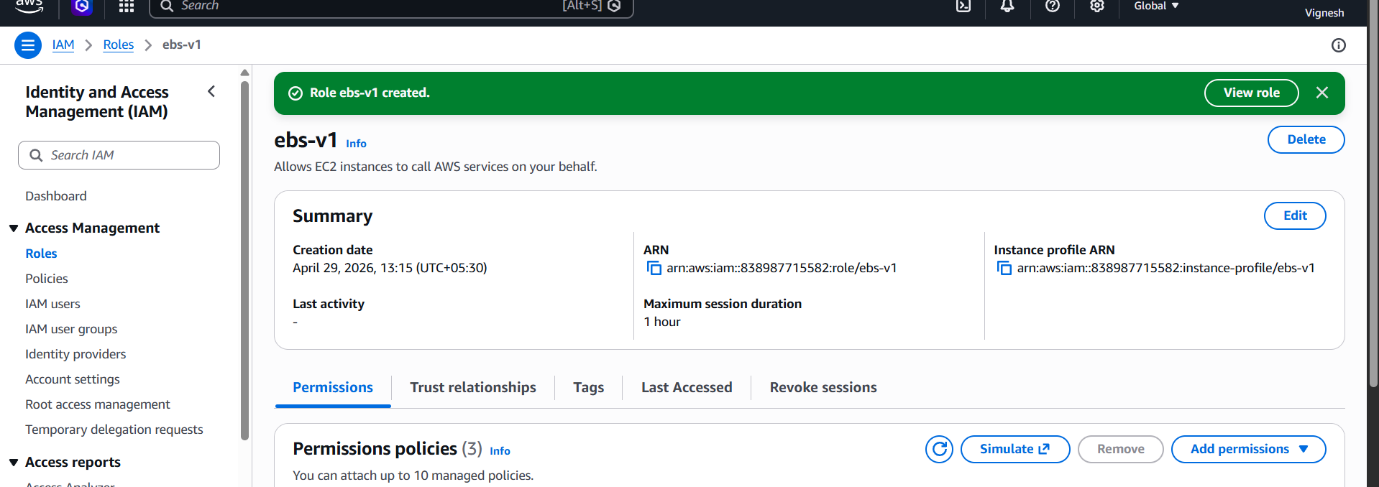 aws
Search
[Alt+S]
Global
Vignesh
IAM > Roles > ebs-v1
Identity and Access
Management (IAM)
Search IAM
Dashboard
Access Management
Roles
Policies
IAM users
IAM user groups
Identity providers
Account settings
Root access management
Temporary delegation requests
Access reports
Access Analyzer
Role ebs-v1 created.
View role
ebs-v1 Info
Delete
Allows EC2 instances to call AWS services on your behalf.
Summary
Edit
Creation date
April 29, 2026, 13:15 (UTC+05:30)
ARN
arn:aws:iam::838987715582:role/ebs-v1
Instance profile ARN
arn:aws:iam::838987715582:instance-profile/ebs-v1
Last activity
-
Maximum session duration
1 hour
Permissions
Trust relationships
Tags
Last Accessed
Revoke sessions
Permissions policies (3) Info
Simulate
Remove
Add permissions
You can attach up to 10 managed policies.